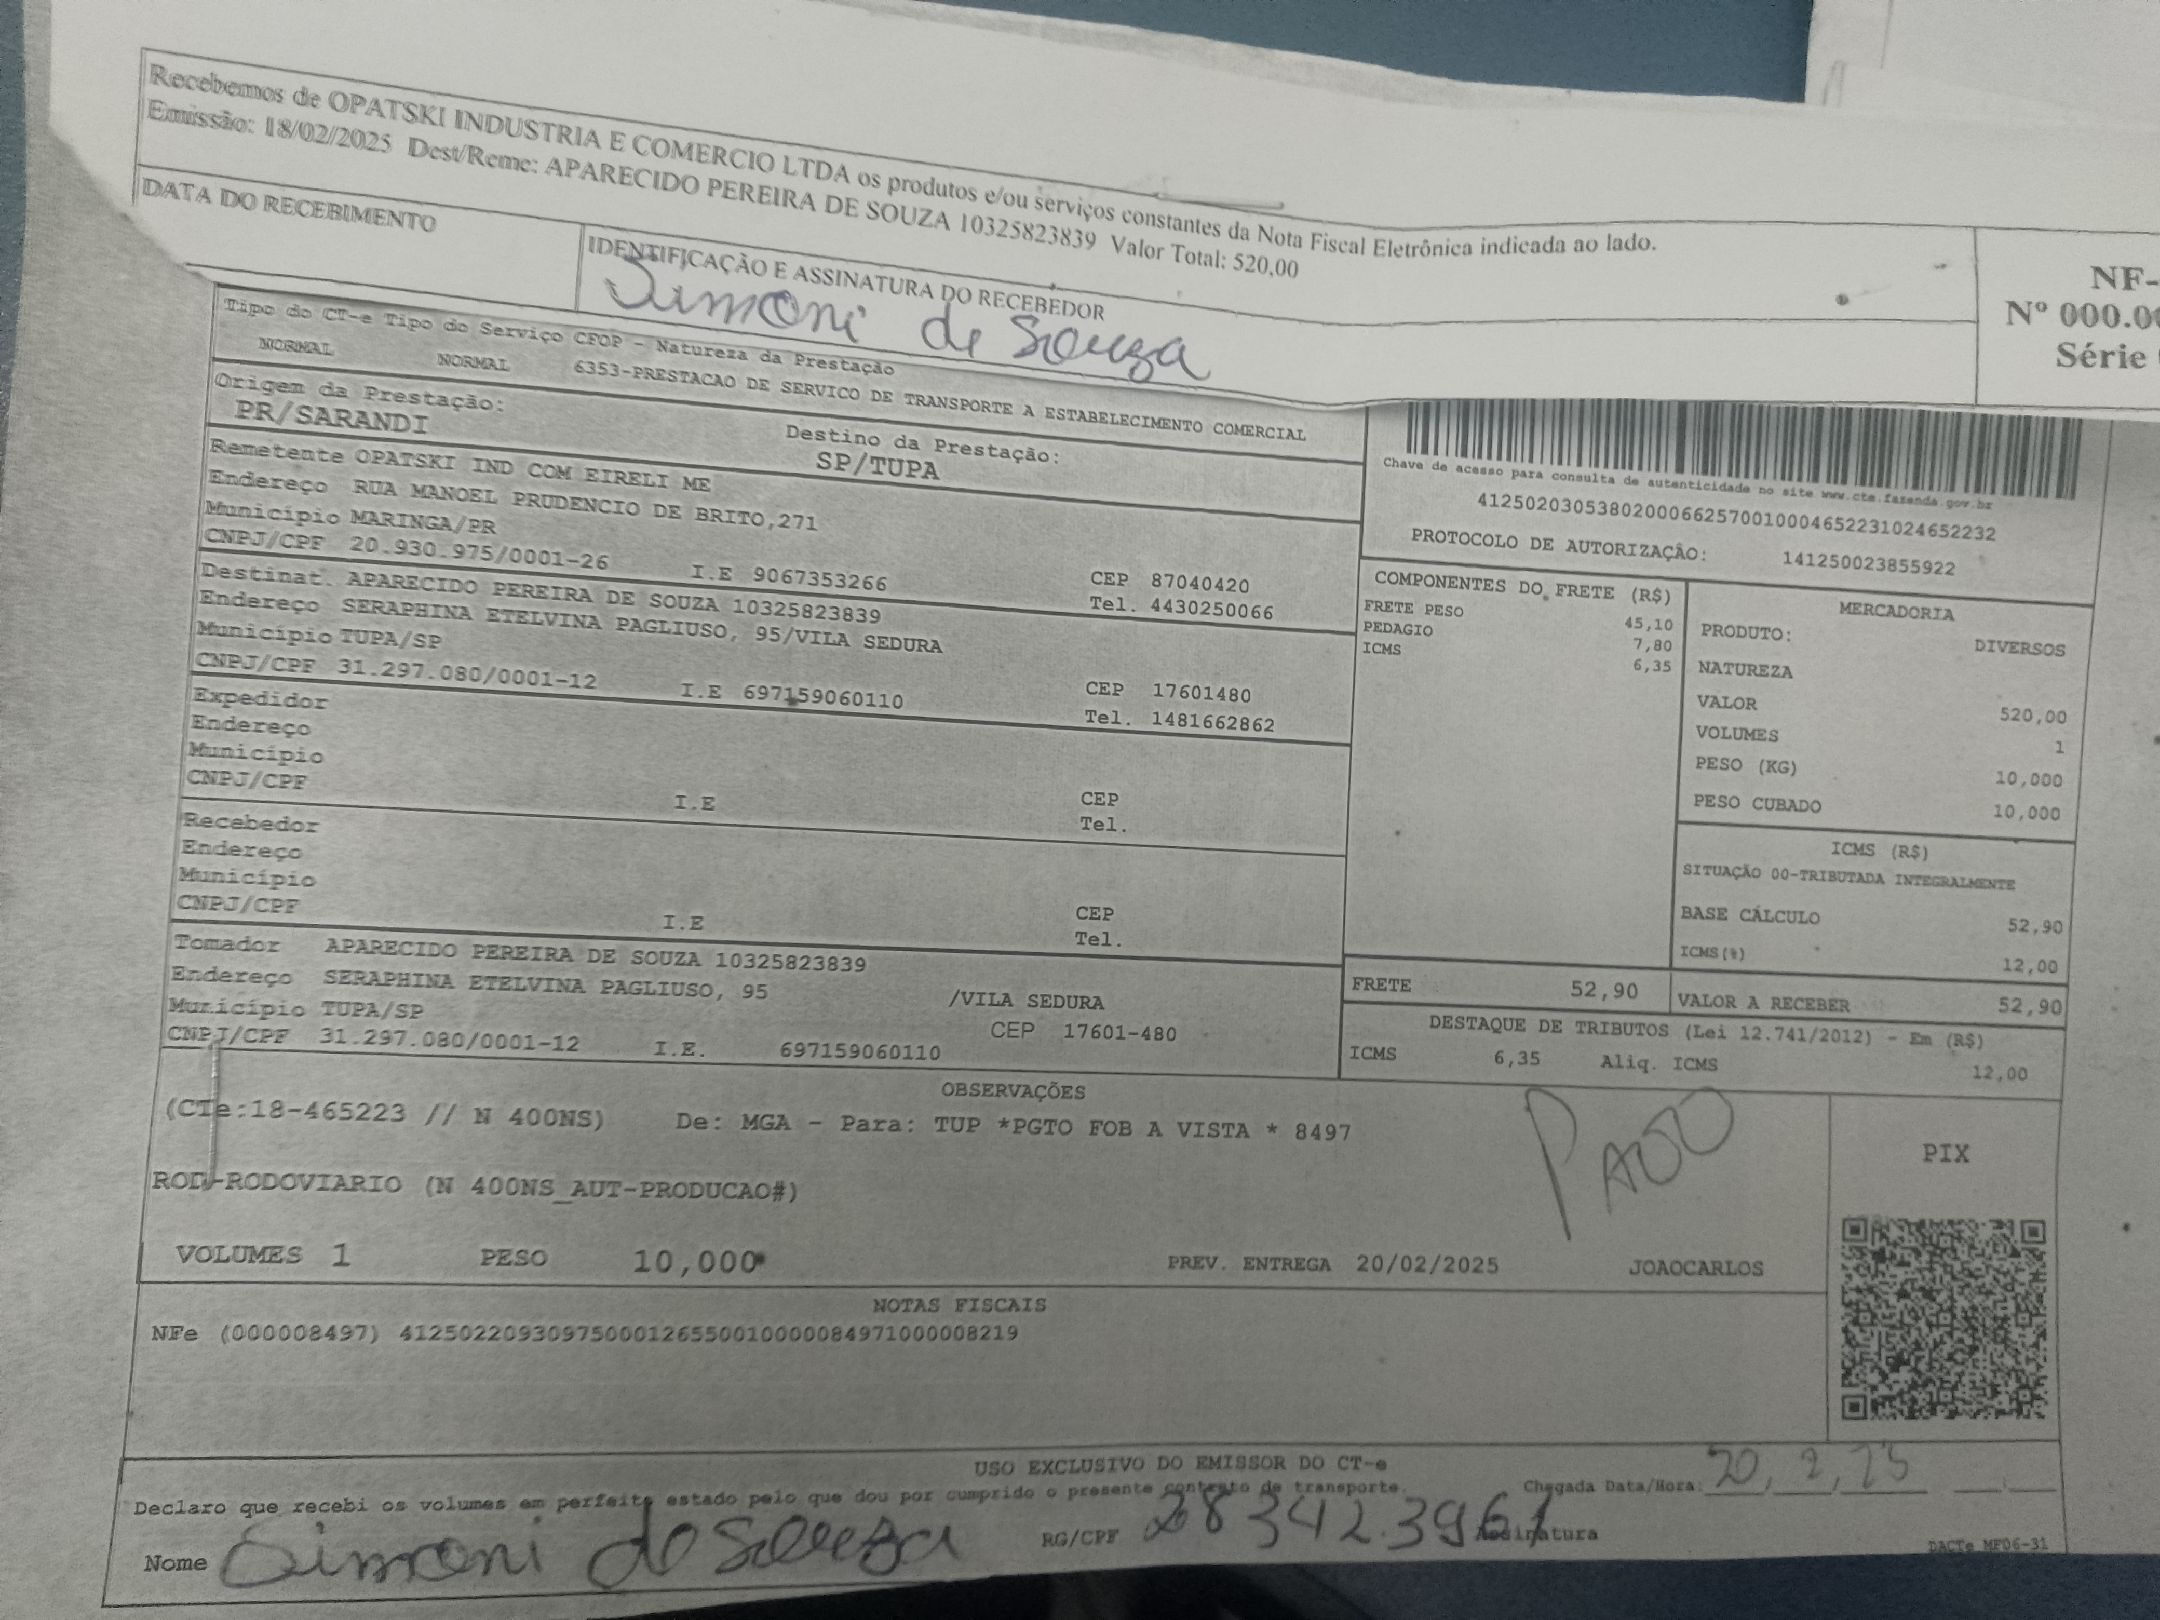 Recebemos de OPATSKI INDUSTRIA E COMERCIO LTDA os produtos e/ou serviços constantes da Nota Fiscal Eletrônica indicada ao lado.
Emissão: 18/02/2025 Dest/Reme: APARECIDO PEREIRA DE SOUZA 10325823839 Valor Total: 520,00
DATA DO RECEBIMENTO
IDENTIFICAÇÃO E ASSINATURA DO RECEBEDOR
Simoni de Souza
NF-
Nº 000.00
Série
Tipo do CT-e Tipo do Serviço CFOP - Natureza da Prestação
NORMAL NORMAL 6353-PRESTACAO DE SERVICO DE TRANSPORTE A ESTABELECIMENTO COMERCIAL
Origem da Prestação: Destino da Prestação:
PR/SARANDI SP/TUPA
Remetente OPATSKI IND COM EIRELI ME
Endereço RUA MANOEL PRUDENCIO DE BRITO,271
Município MARINGA/PR CEP 87040420
CNPJ/CPF 20.930.975/0001-26 I.E 9067353266 Tel. 4430250066
Destinat. APARECIDO PEREIRA DE SOUZA 10325823839
Endereço SERAPHINA ETELVINA PAGLIUSO, 95/VILA SEDURA
Município TUPA/SP CEP 17601480
CNPJ/CPF 31.297.080/0001-12 I.E 697159060110 Tel. 1481662862
Expedidor
Endereço
Município CEP
CNPJ/CPF I.E Tel.
Recebedor
Endereço
Município CEP
CNPJ/CPF I.E Tel.
Tomador APARECIDO PEREIRA DE SOUZA 10325823839
Endereço SERAPHINA ETELVINA PAGLIUSO, 95 /VILA SEDURA
Município TUPA/SP CEP 17601-480
CNPJ/CPF 31.297.080/0001-12 I.E. 697159060110
Chave de acesso para consulta de autenticidade no site www.cte.fazenda.gov.br
41250203053802000662570010004652231024652232
PROTOCOLO DE AUTORIZAÇÃO: 141250023855922
COMPONENTES DO FRETE (R$)
FRETE PESO 45,10
PEDAGIO 7,80
ICMS 6,35
MERCADORIA
PRODUTO: DIVERSOS
NATUREZA
VALOR 520,00
VOLUMES 1
PESO (KG) 10,000
PESO CUBADO 10,000
ICMS (R$)
SITUAÇÃO 00-TRIBUTADA INTEGRALMENTE
BASE CÁLCULO 52,90
ICMS(%) 12,00
FRETE 52,90 VALOR A RECEBER 52,90
DESTAQUE DE TRIBUTOS (Lei 12.741/2012) - Em (R$)
ICMS 6,35 Aliq. ICMS 12,00
OBSERVAÇÕES
(CTe:18-465223 // N 400NS) De: MGA - Para: TUP *PGTO FOB A VISTA * 8497
PAGO
PIX
ROD-RODOVIARIO (N 400NS_AUT-PRODUCAO#)
VOLUMES 1 PESO 10,000 PREV. ENTREGA 20/02/2025 JOAOCARLOS
NOTAS FISCAIS
NFe (000008497) 41250220930975000126550010000084971000008219
USO EXCLUSIVO DO EMISSOR DO CT-e
Declaro que recebi os volumes em perfeito estado pelo que dou por cumprido o presente contrato de transporte. Chegada Data/Hora: 20, 2, 25
Nome Simoni de Souza RG/CPF 283423961 Assinatura
DACTe MF06-31